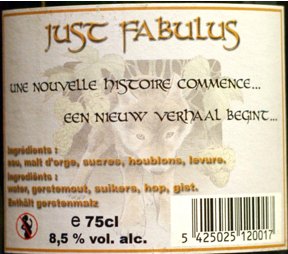 JUST FABULUS
UNE NOUVELLE HISTOIRE COMMENCE...
EEN NIEUW VERHAAL BEGINT...
Ingrédients :
eau, malt d'orge, sucres, houblons, levure.
Ingrediënts :
water, gerstemout, suikers, hop, gist.
Enthält gerstenmalz
e 75cl
8,5 % vol. alc.
5 425025 120017